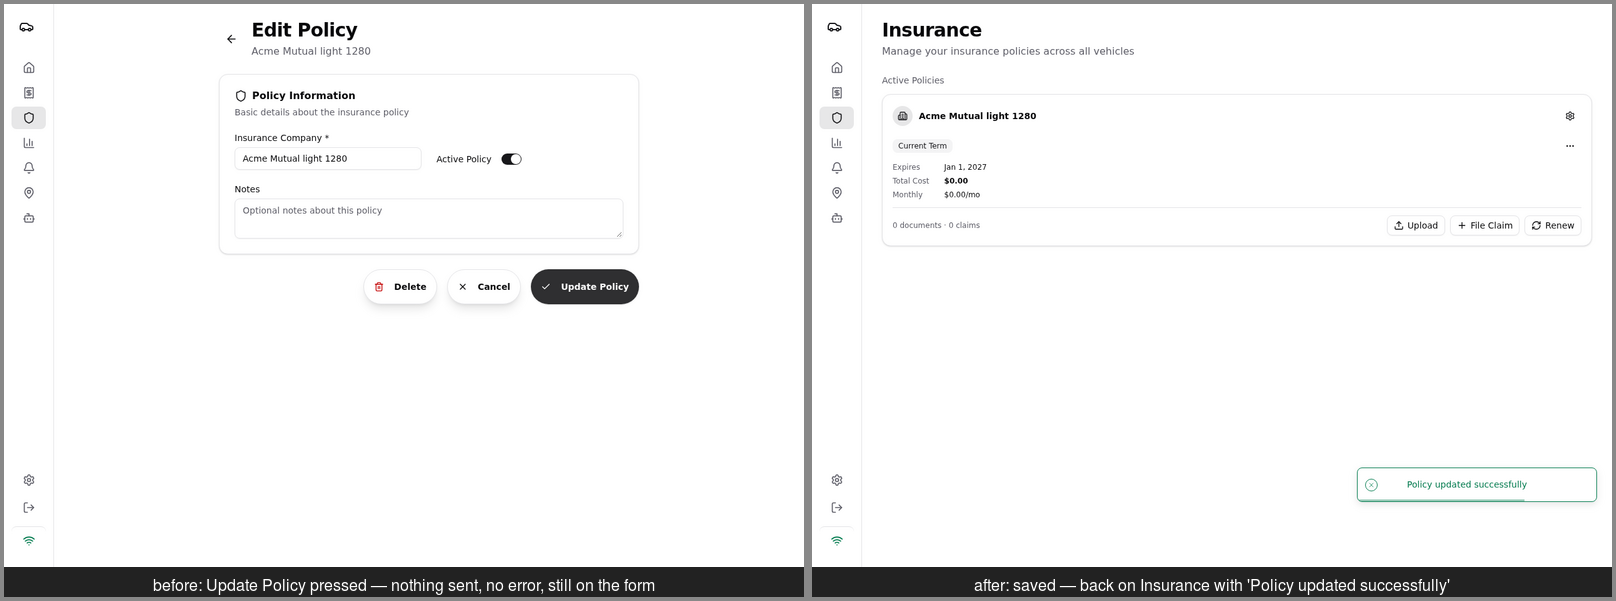 Edit Policy
Acme Mutual light 1280
Policy Information
Basic details about the insurance policy
Insurance Company *
Acme Mutual light 1280
Active Policy
Notes
Optional notes about this policy
Delete
Cancel
Update Policy
before: Update Policy pressed — nothing sent, no error, still on the form
Insurance
Manage your insurance policies across all vehicles
Active Policies
Acme Mutual light 1280
Current Term
Expires Jan 1, 2027
Total Cost $0.00
Monthly $0.00/mo
0 documents · 0 claims
Upload
File Claim
Renew
Policy updated successfully
after: saved — back on Insurance with 'Policy updated successfully'